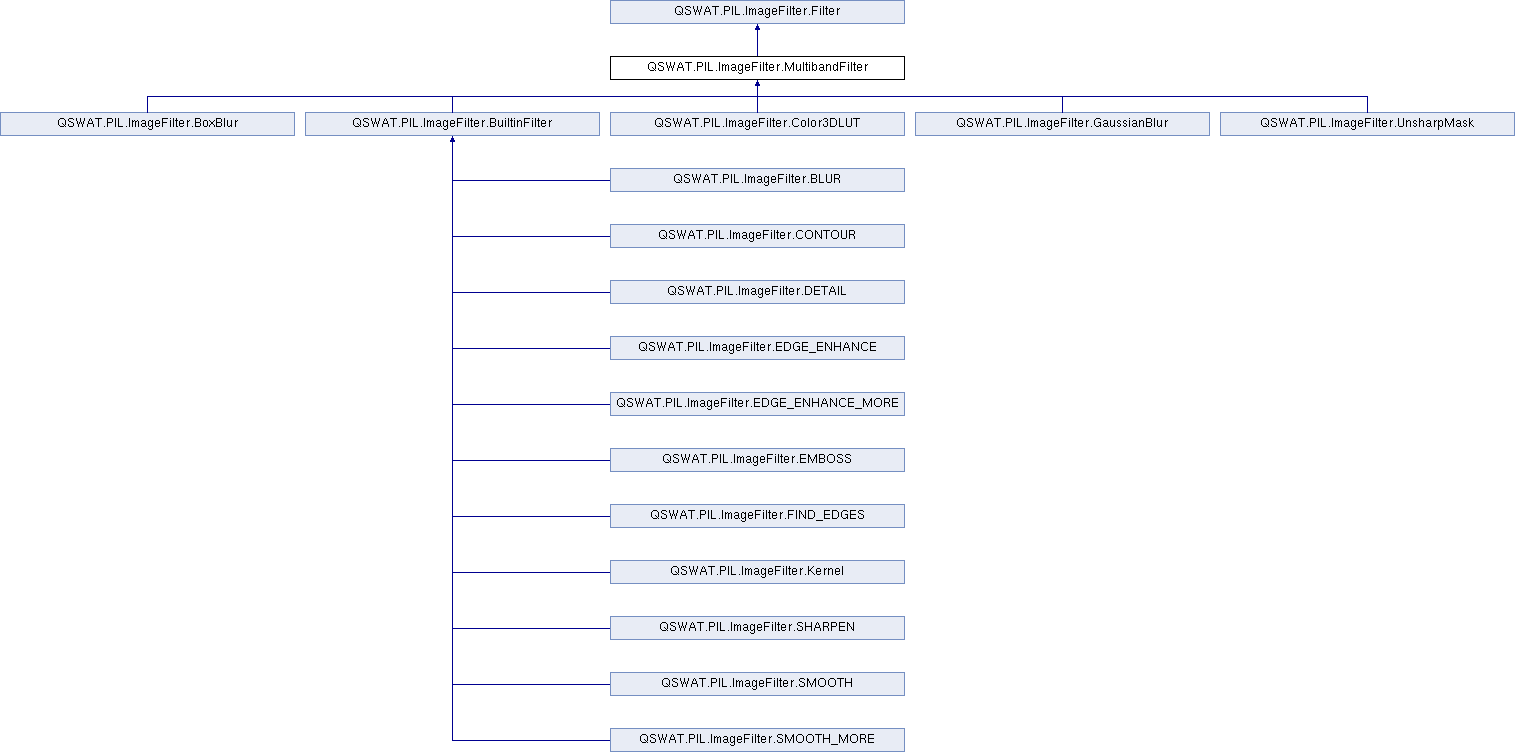 QSWAT.PIL.ImageFilter.Filter
QSWAT.PIL.ImageFilter.MultibandFilter
QSWAT.PIL.ImageFilter.BoxBlur
QSWAT.PIL.ImageFilter.BuiltinFilter
QSWAT.PIL.ImageFilter.Color3DLUT
QSWAT.PIL.ImageFilter.GaussianBlur
QSWAT.PIL.ImageFilter.UnsharpMask
QSWAT.PIL.ImageFilter.BLUR
QSWAT.PIL.ImageFilter.CONTOUR
QSWAT.PIL.ImageFilter.DETAIL
QSWAT.PIL.ImageFilter.EDGE_ENHANCE
QSWAT.PIL.ImageFilter.EDGE_ENHANCE_MORE
QSWAT.PIL.ImageFilter.EMBOSS
QSWAT.PIL.ImageFilter.FIND_EDGES
QSWAT.PIL.ImageFilter.Kernel
QSWAT.PIL.ImageFilter.SHARPEN
QSWAT.PIL.ImageFilter.SMOOTH
QSWAT.PIL.ImageFilter.SMOOTH_MORE